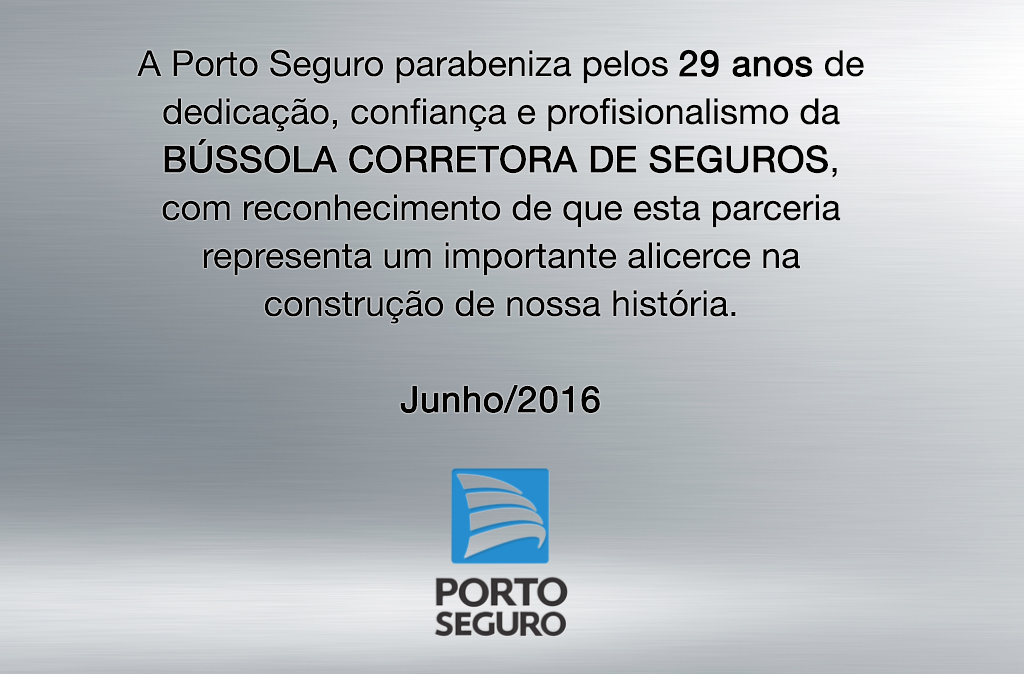 A Porto Seguro parabeniza pelos 29 anos de
dedicação, confiança e profisionalismo da
BÚSSOLA CORRETORA DE SEGUROS,
com reconhecimento de que esta parceria
representa um importante alicerce na
construção de nossa história.
Junho/2016
PORTO
SEGURO